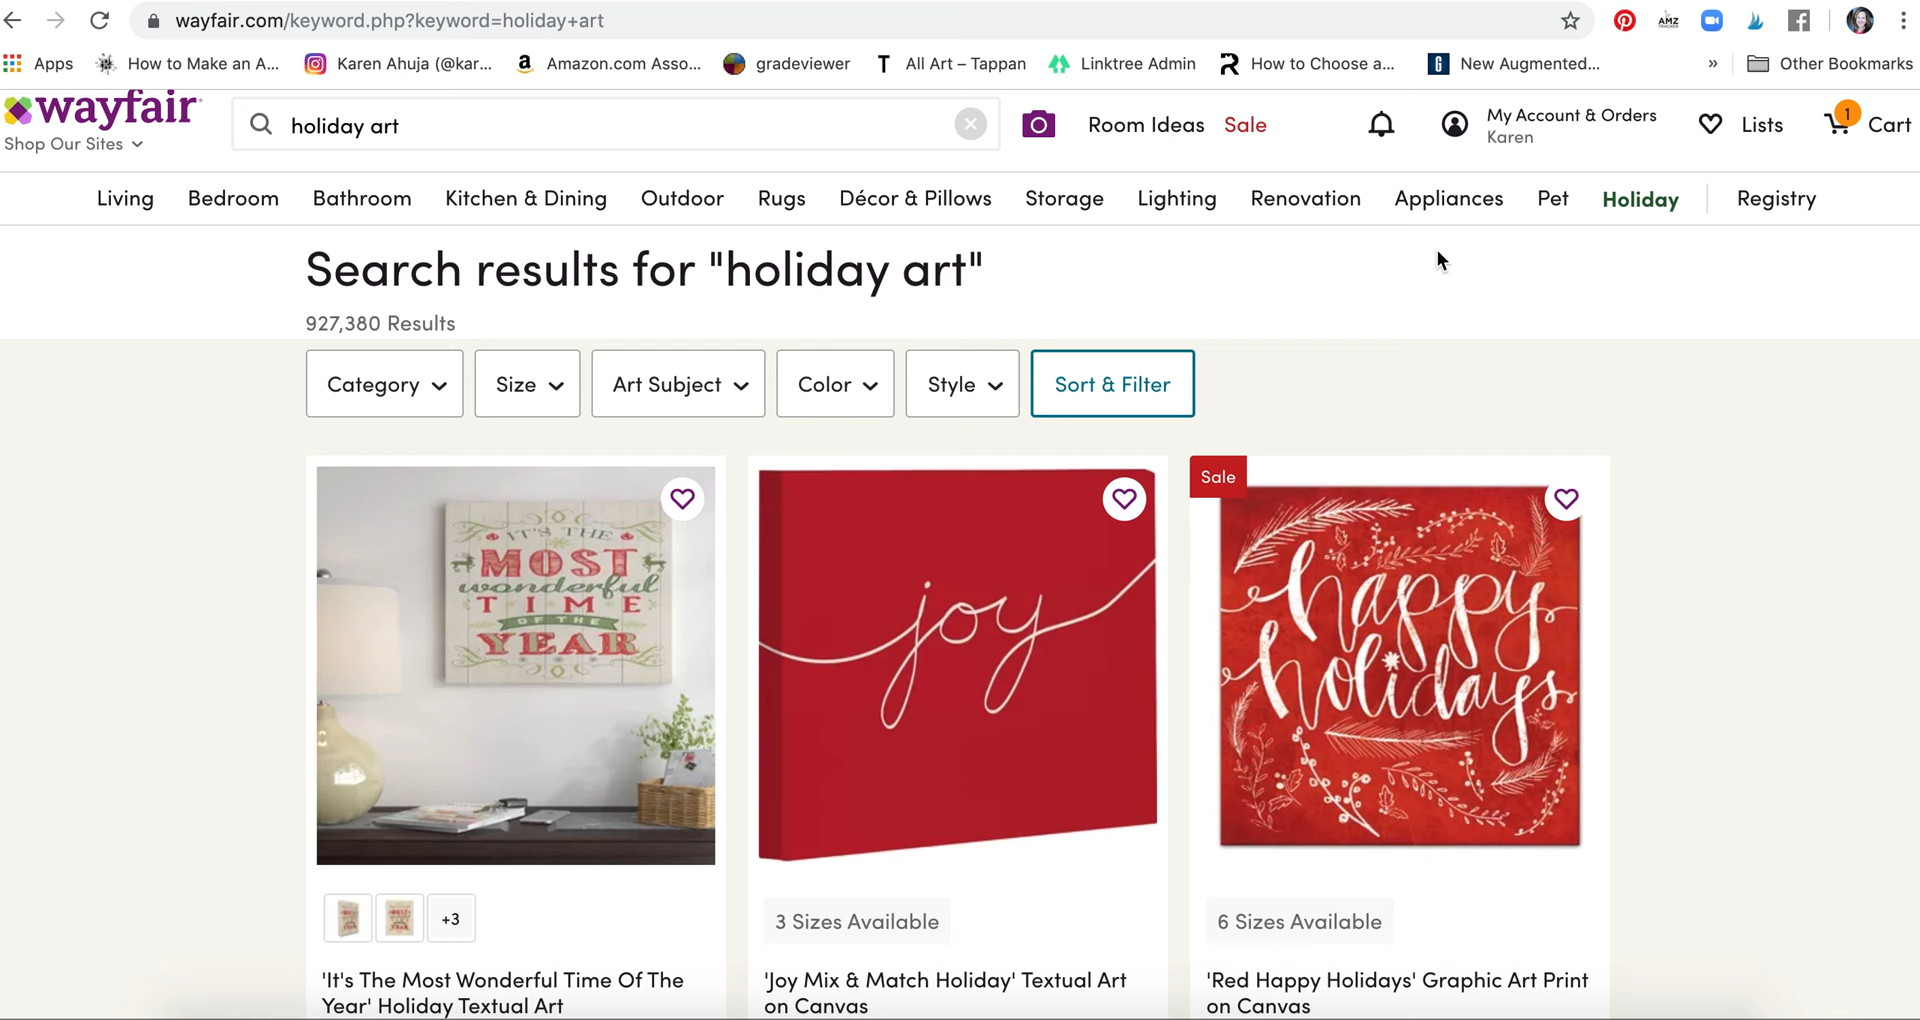 wayfair.com/keyword.php?keyword=holiday+art
AMZ
TRACKER
Apps
How to Make an A...
Karen Ahuja (@kar...
a
Amazon.com Asso...
gradeviewer
T
All Art – Tappan
Linktree Admin
How to Choose a...
New Augmented...
»
Other Bookmarks
wayfair
Shop Our Sites
holiday art
Room Ideas
Sale
My Account & Orders
Karen
Lists
1
Cart
Living
Bedroom
Bathroom
Kitchen & Dining
Outdoor
Rugs
Décor & Pillows
Storage
Lighting
Renovation
Appliances
Pet
Holiday
Registry
Search results for "holiday art"
927,380 Results
Category
Size
Art Subject
Color
Style
Sort & Filter
IT'S THE
MOST
wonderful
TIME
OF THE
YEAR
joy
Sale
happy
holidays
+3
3 Sizes Available
6 Sizes Available
'It's The Most Wonderful Time Of The
Year' Holiday Textual Art
'Joy Mix & Match Holiday' Textual Art
on Canvas
'Red Happy Holidays' Graphic Art Print
on Canvas